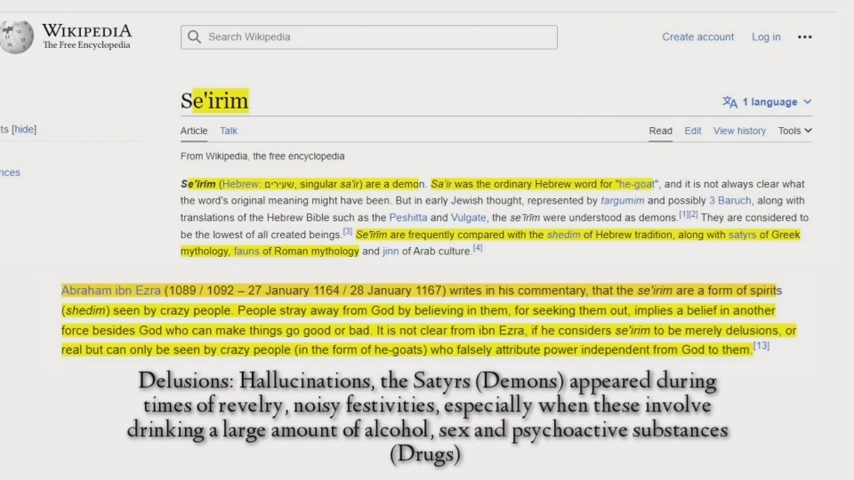 WIKIPEDIA
The Free Encyclopedia
Search Wikipedia
Create account Log in •••
Se'irim
1 language
ts [hide]
Article Talk
Read Edit View history Tools
From Wikipedia, the free encyclopedia
nces
Se'īrīm (Hebrew: שעירים, singular sa'ir) are a demon. Sa'ir was the ordinary Hebrew word for "he-goat", and it is not always clear what
the word's original meaning might have been. But in early Jewish thought, represented by targumim and possibly 3 Baruch, along with
translations of the Hebrew Bible such as the Peshitta and Vulgate, the se'īrīm were understood as demons.[1][2] They are considered to
be the lowest of all created beings.[3] Se'īrīm are frequently compared with the shedim of Hebrew tradition, along with satyrs of Greek
mythology, fauns of Roman mythology and jinn of Arab culture.[4]
Abraham ibn Ezra (1089 / 1092 – 27 January 1164 / 28 January 1167) writes in his commentary, that the se'irim are a form of spirits
(shedim) seen by crazy people. People stray away from God by believing in them, for seeking them out, implies a belief in another
force besides God who can make things go good or bad. It is not clear from ibn Ezra, if he considers se'irim to be merely delusions, or
real but can only be seen by crazy people (in the form of he-goats) who falsely attribute power independent from God to them.[13]
Delusions: Hallucinations, the Satyrs (Demons) appeared during
times of revelry, noisy festivities, especially when these involve
drinking a large amount of alcohol, sex and psychoactive substances
(Drugs)